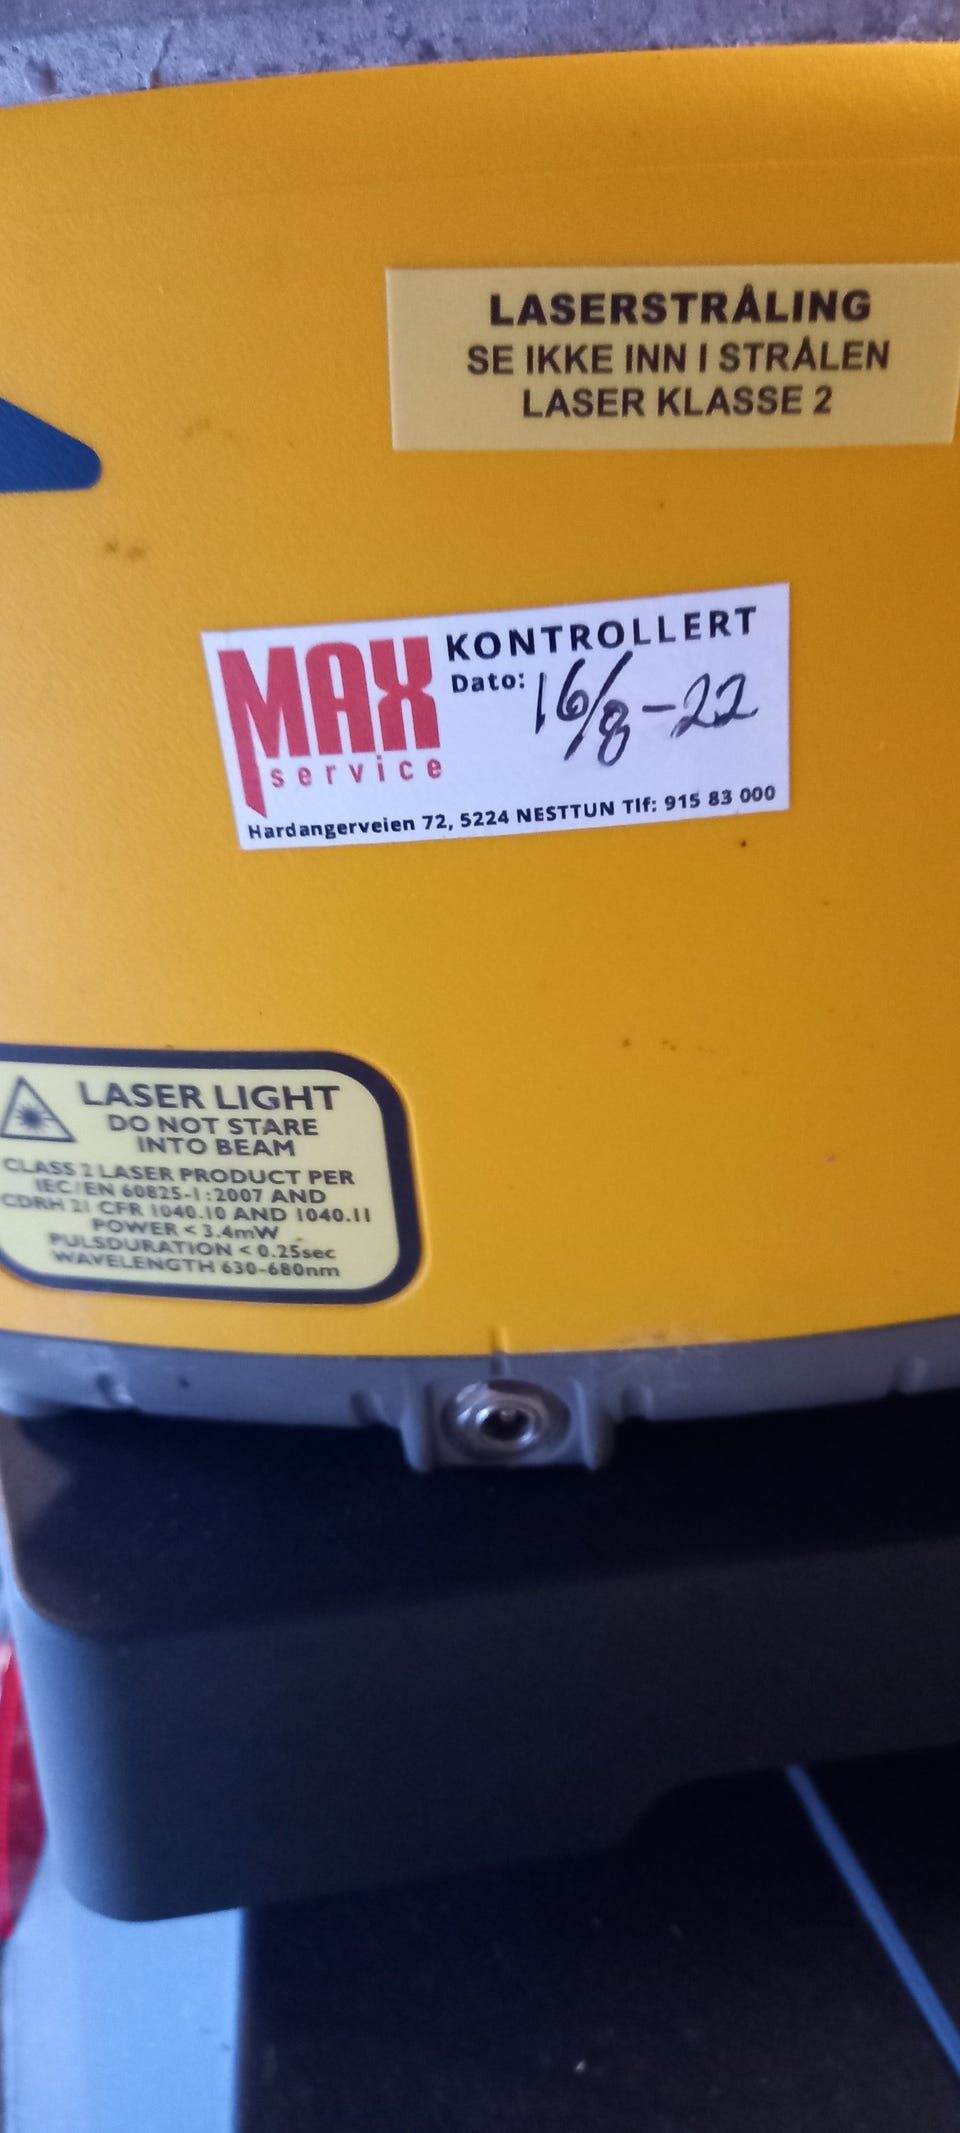 LASERSTRÅLING
SE IKKE INN I STRÅLEN
LASER KLASSE 2
MAX
service
KONTROLLERT
Dato: 16/8-22
Hardangerveien 72, 5224 NESTTUN Tlf: 915 83 000
LASER LIGHT
DO NOT STARE
INTO BEAM
CLASS 2 LASER PRODUCT PER
IEC/EN 60825-1:2007 AND
CDRH 21 CFR 1040.10 AND 1040.11
POWER < 3.4mW
PULSDURATION < 0.25sec
WAVELENGTH 630-680nm